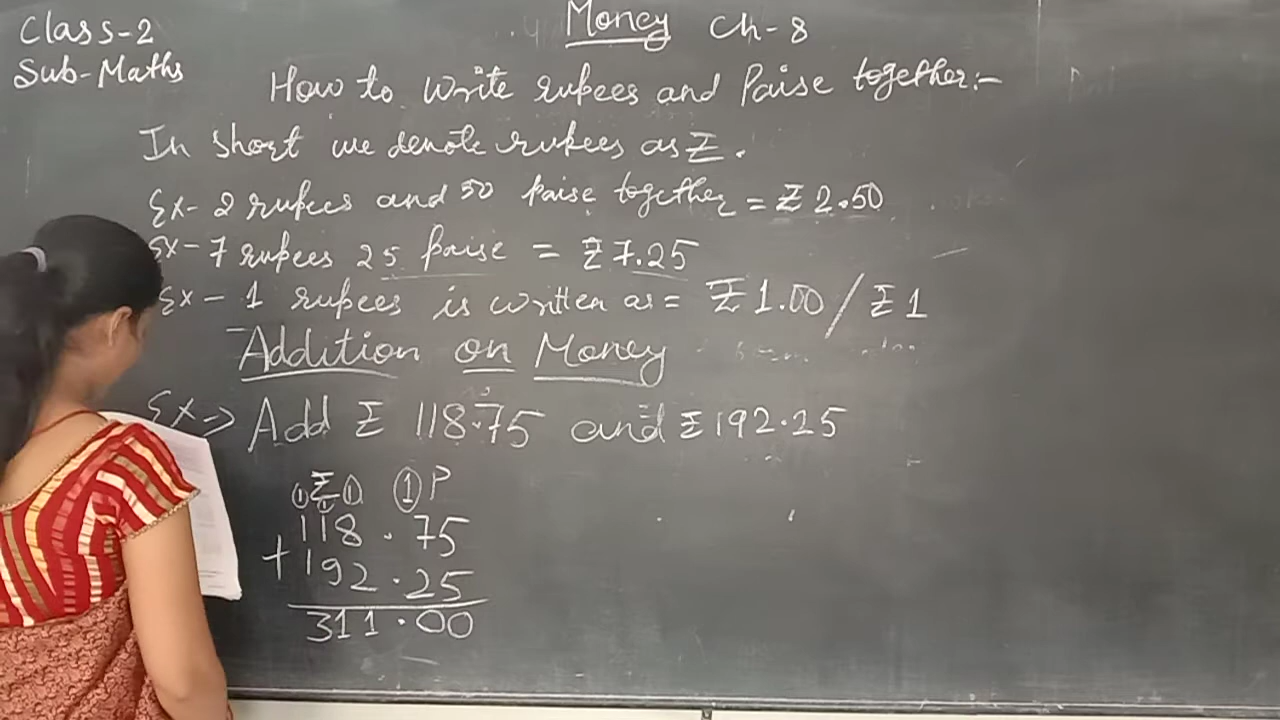 Class-2
Sub-Maths
Money Ch-8
How to write rupees and Paise together:-
In short we denote rupees as ₹.
Ex- 2 rupees and 50 paise together = ₹ 2.50
Ex- 7 rupees 25 paise = ₹7.25
Ex- 1 rupees is written as = ₹1.00 / ₹1
Addition on Money
Ex→ Add ₹ 118.75 and ₹192.25
① ₹ ① ① P
①
118.75
+192.25
311.00